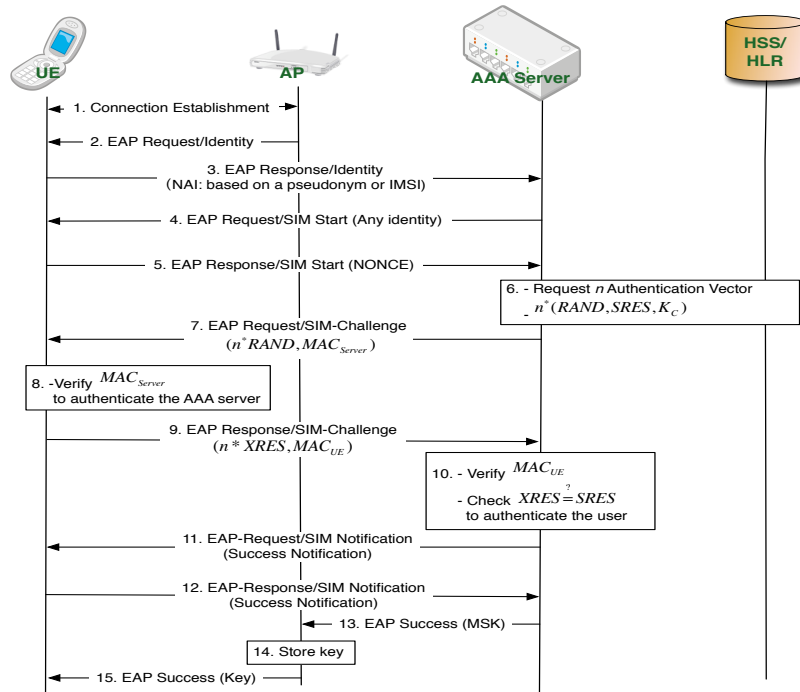 UE
AP
AAA Server
HSS/
HLR
1. Connection Establishment
2. EAP Request/Identity
3. EAP Response/Identity
(NAI: based on a pseudonym or IMSI)
4. EAP Request/SIM Start (Any identity)
5. EAP Response/SIM Start (NONCE)
6. - Request n Authentication Vector
- n*(RAND,SRES,K_C)
7. EAP Request/SIM-Challenge
(n*RAND,MAC_Server)
8. -Verify MAC_Server
to authenticate the AAA server
9. EAP Response/SIM-Challenge
(n* XRES,MAC_UE)
10. - Verify MAC_UE
- Check XRES ?= SRES
to authenticate the user
11. EAP-Request/SIM Notification
(Success Notification)
12. EAP-Response/SIM Notification
(Success Notification)
13. EAP Success (MSK)
14. Store key
15. EAP Success (Key)